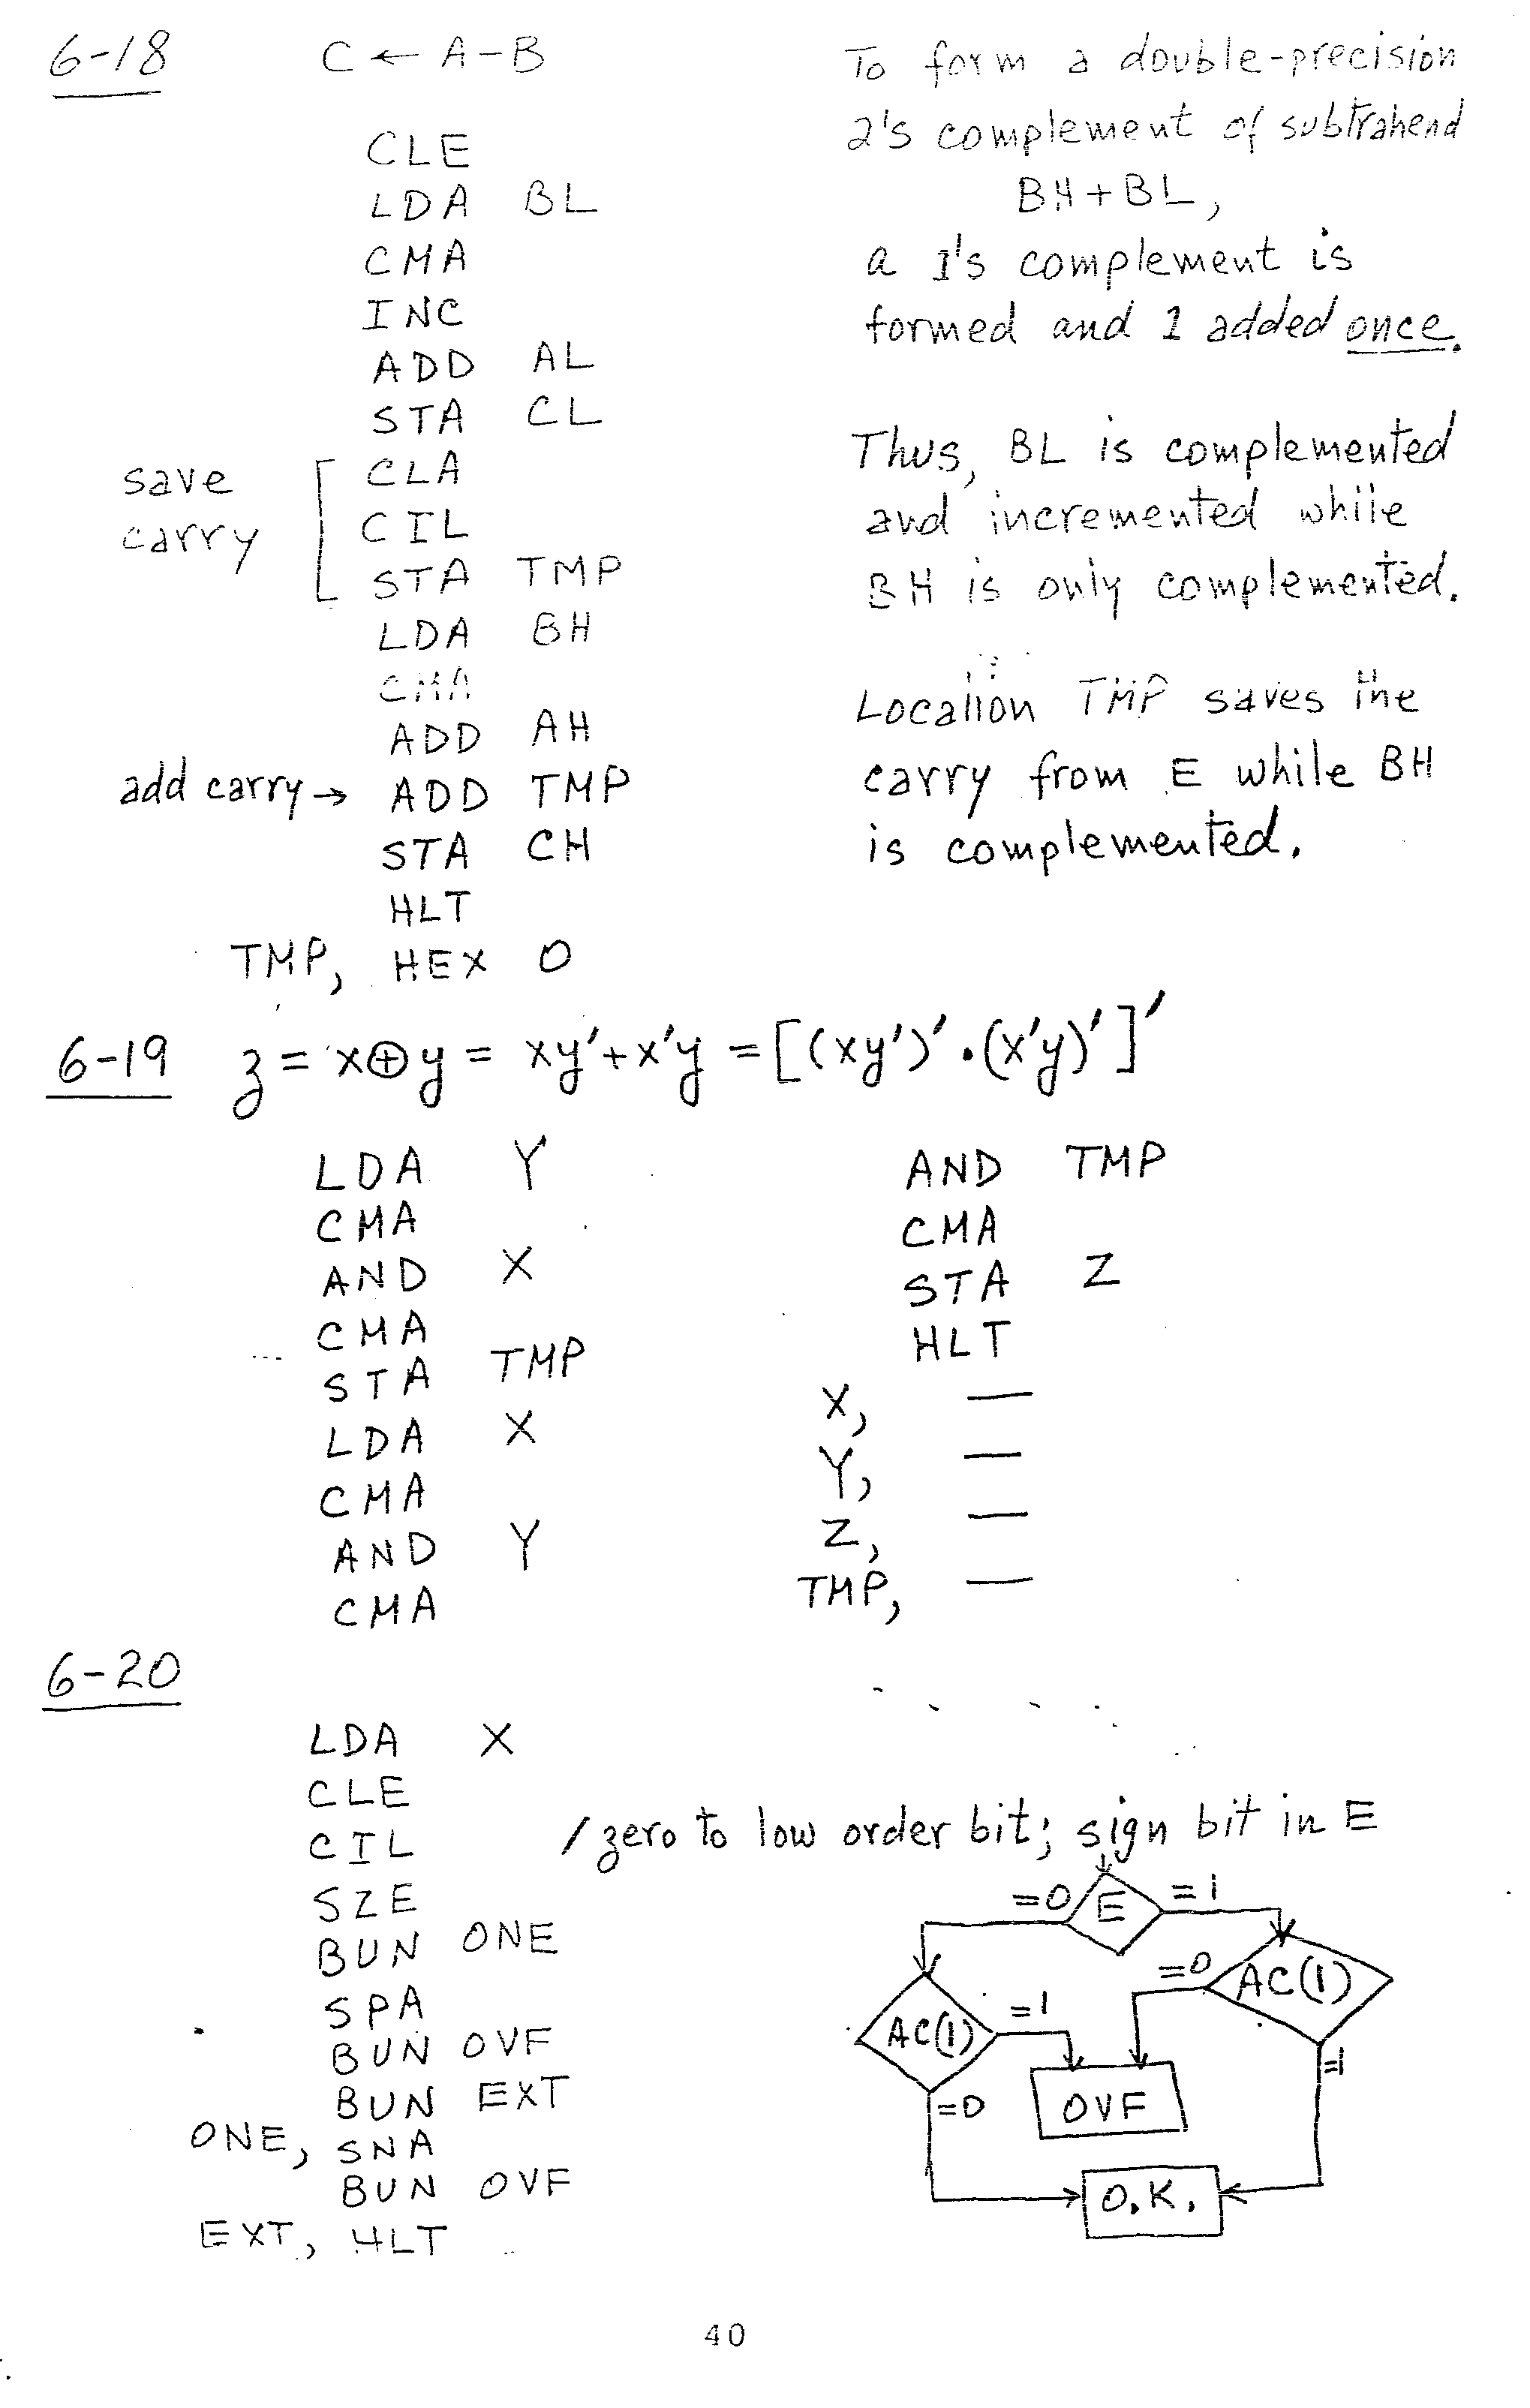 6-18 C ← A-B
CLE
LDA BL
CMA
INC
ADD AL
STA CL
save carry
CLA
CIL
STA TMP
LDA BH
CMA
ADD AH
add carry → ADD TMP
STA CH
HLT
TMP, HEX 0
To form a double-precision
2's complement of subtrahend
BH+BL,
a 1's complement is
formed and 1 added once.
Thus, BL is complemented
and incremented while
BH is only complemented.
Location TMP saves the
carry from E while BH
is complemented.
6-19 z = x⊕y = xy'+x'y = [(xy')'•(x'y)']'
LDA Y
CMA
AND X
CMA
STA TMP
LDA X
CMA
AND Y
CMA
AND TMP
CMA
STA Z
HLT
X, —
Y, —
Z, —
TMP, —
6-20
LDA X
CLE
CIL /zero to low order bit; sign bit in E
SZE
BUN ONE
SPA
BUN OVF
BUN EXT
ONE, SNA
BUN OVF
EXT, HLT
=0 E =1
=0 AC(1)
AC(1) =1
=1
=0 OVF
O.K.
40